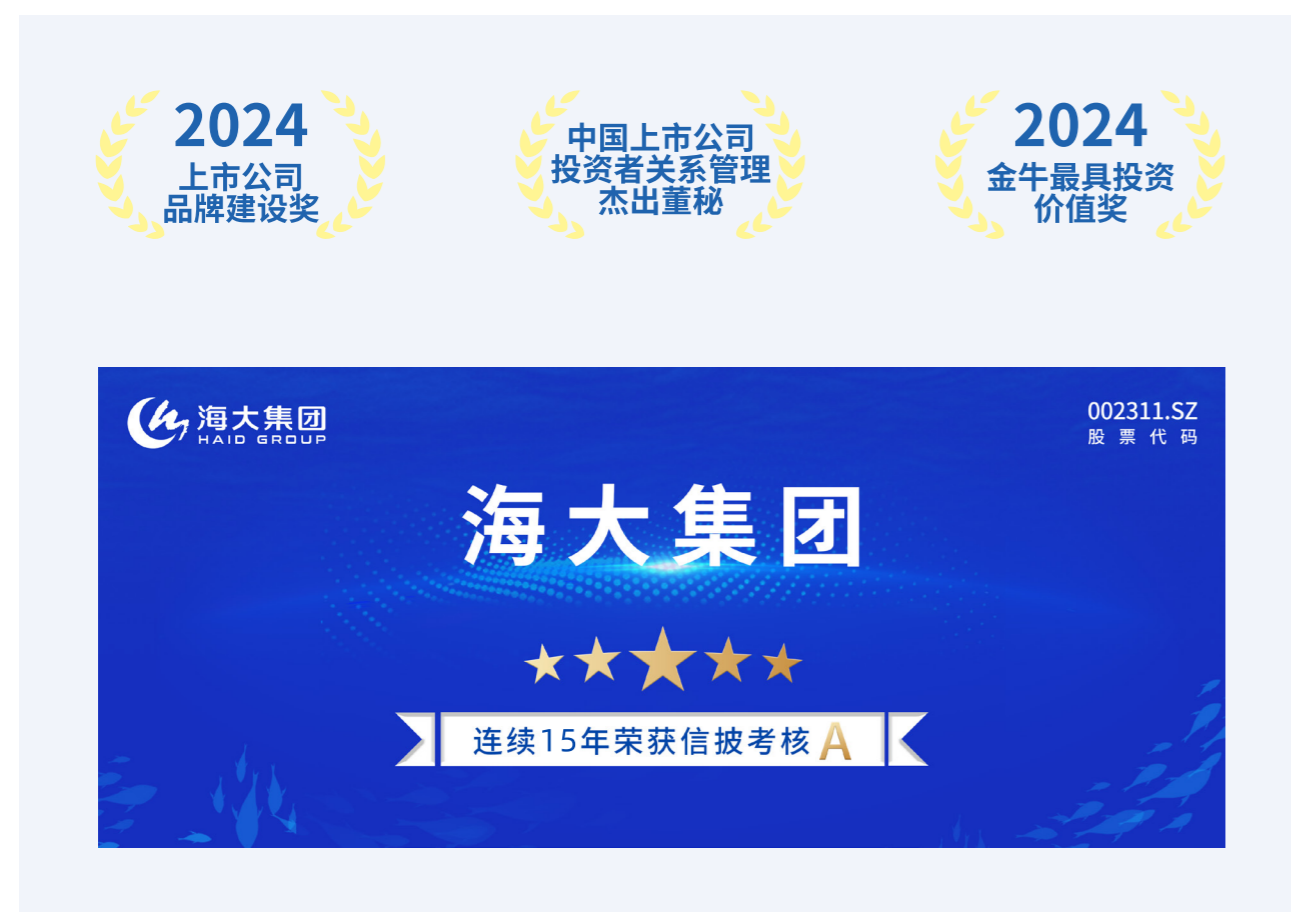 2024
上市公司
品牌建设奖
中国上市公司
投资者关系管理
杰出董秘
2024
金牛最具投资
价值奖
海大集团
HAID GROUP
002311.SZ
股票代码
海大集团
连续15年荣获信披考核A